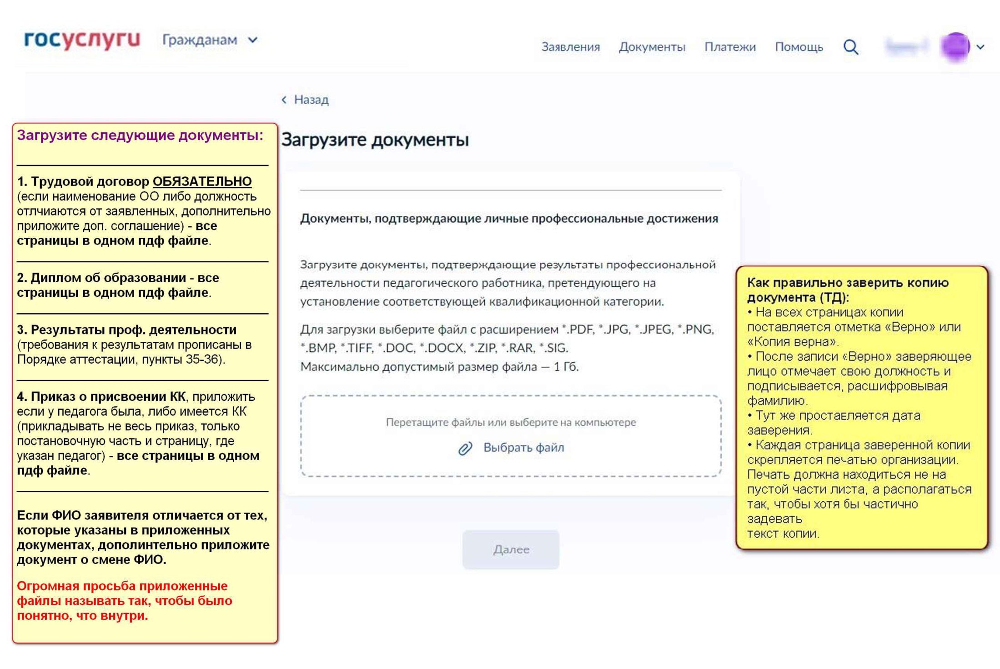 госуслуги
Гражданам
Заявления
Документы
Платежи
Помощь
Назад
Загрузите документы
Загрузите следующие документы:
1. Трудовой договор ОБЯЗАТЕЛЬНО
(если наименование ОО либо должность
отлчиаются от заявленных, дополнительно
приложите доп. соглашение) - все
страницы в одном пдф файле.
2. Диплом об образовании - все
страницы в одном пдф файле.
3. Результаты проф. деятельности
(требования к результатам прописаны в
Порядке аттестации, пункты 35-36).
4. Приказ о присвоении КК, приложить
если у педагога была, либо имеется КК
(прикладывать не весь приказ, только
постановочную часть и страницу, где
указан педагог) - все страницы в одном
пдф файле.
Если ФИО заявителя отличается от тех,
которые указаны в приложенных
документах, дополинтельно приложите
документ о смене ФИО.
Огромная просьба приложенные
файлы называть так, чтобы было
понятно, что внутри.
Документы, подтверждающие личные профессиональные достижения
Загрузите документы, подтверждающие результаты профессиональной
деятельности педагогического работника, претендующего на
установление соответствующей квалификационной категории.
Для загрузки выберите файл с расширением *.PDF, *.JPG, *.JPEG, *.PNG,
*.BMP, *.TIFF, *.DOC, *.DOCX, *.ZIP, *.RAR, *.SIG.
Максимально допустимый размер файла — 1 Гб.
Перетащите файлы или выберите на компьютере
Выбрать файл
Далее
Как правильно заверить копию
документа (ТД):
• На всех страницах копии
поставляется отметка «Верно» или
«Копия верна».
• После записи «Верно» заверяющее
лицо отмечает свою должность и
подписывается, расшифровывая
фамилию.
• Тут же проставляется дата
заверения.
• Каждая страница заверенной копии
скрепляется печатью организации.
Печать должна находиться не на
пустой части листа, а располагаться
так, чтобы хотя бы частично
задевать
текст копии.